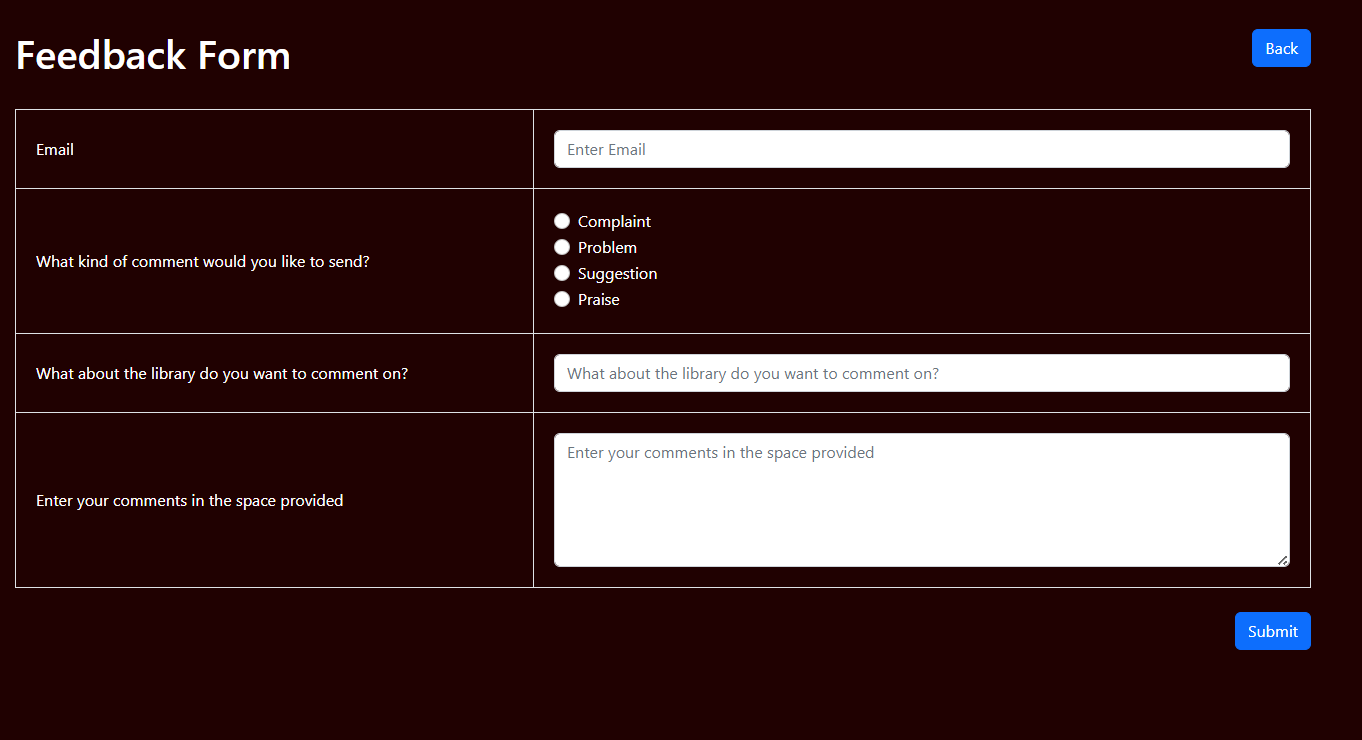 Feedback Form
Back
Email
Enter Email
What kind of comment would you like to send?
Complaint
Problem
Suggestion
Praise
What about the library do you want to comment on?
What about the library do you want to comment on?
Enter your comments in the space provided
Enter your comments in the space provided
Submit